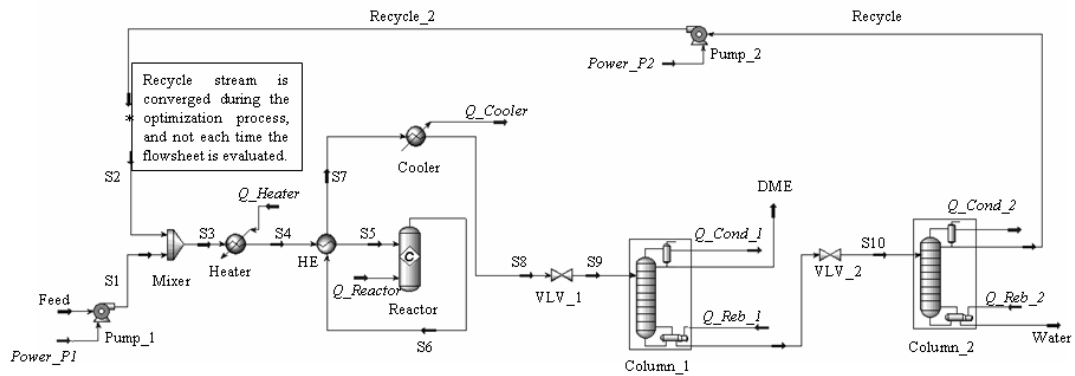 Recycle_2
Recycle
Pump_2
Power_P2
Recycle stream is
converged during the
optimization process,
and not each time the
flowsheet is evaluated.
*
Q_Cooler
Cooler
S2
S7
Q_Heater
DME
Q_Cond_2
S3
S4
S5
Q_Cond_1
S10
Mixer
Heater
HE
C
VLV_2
S1
S8
S9
Q_Reactor
Reactor
VLV_1
Feed
Q_Reb_1
Q_Reb_2
Pump_1
S6
Water
Power_P1
Column_1
Column_2